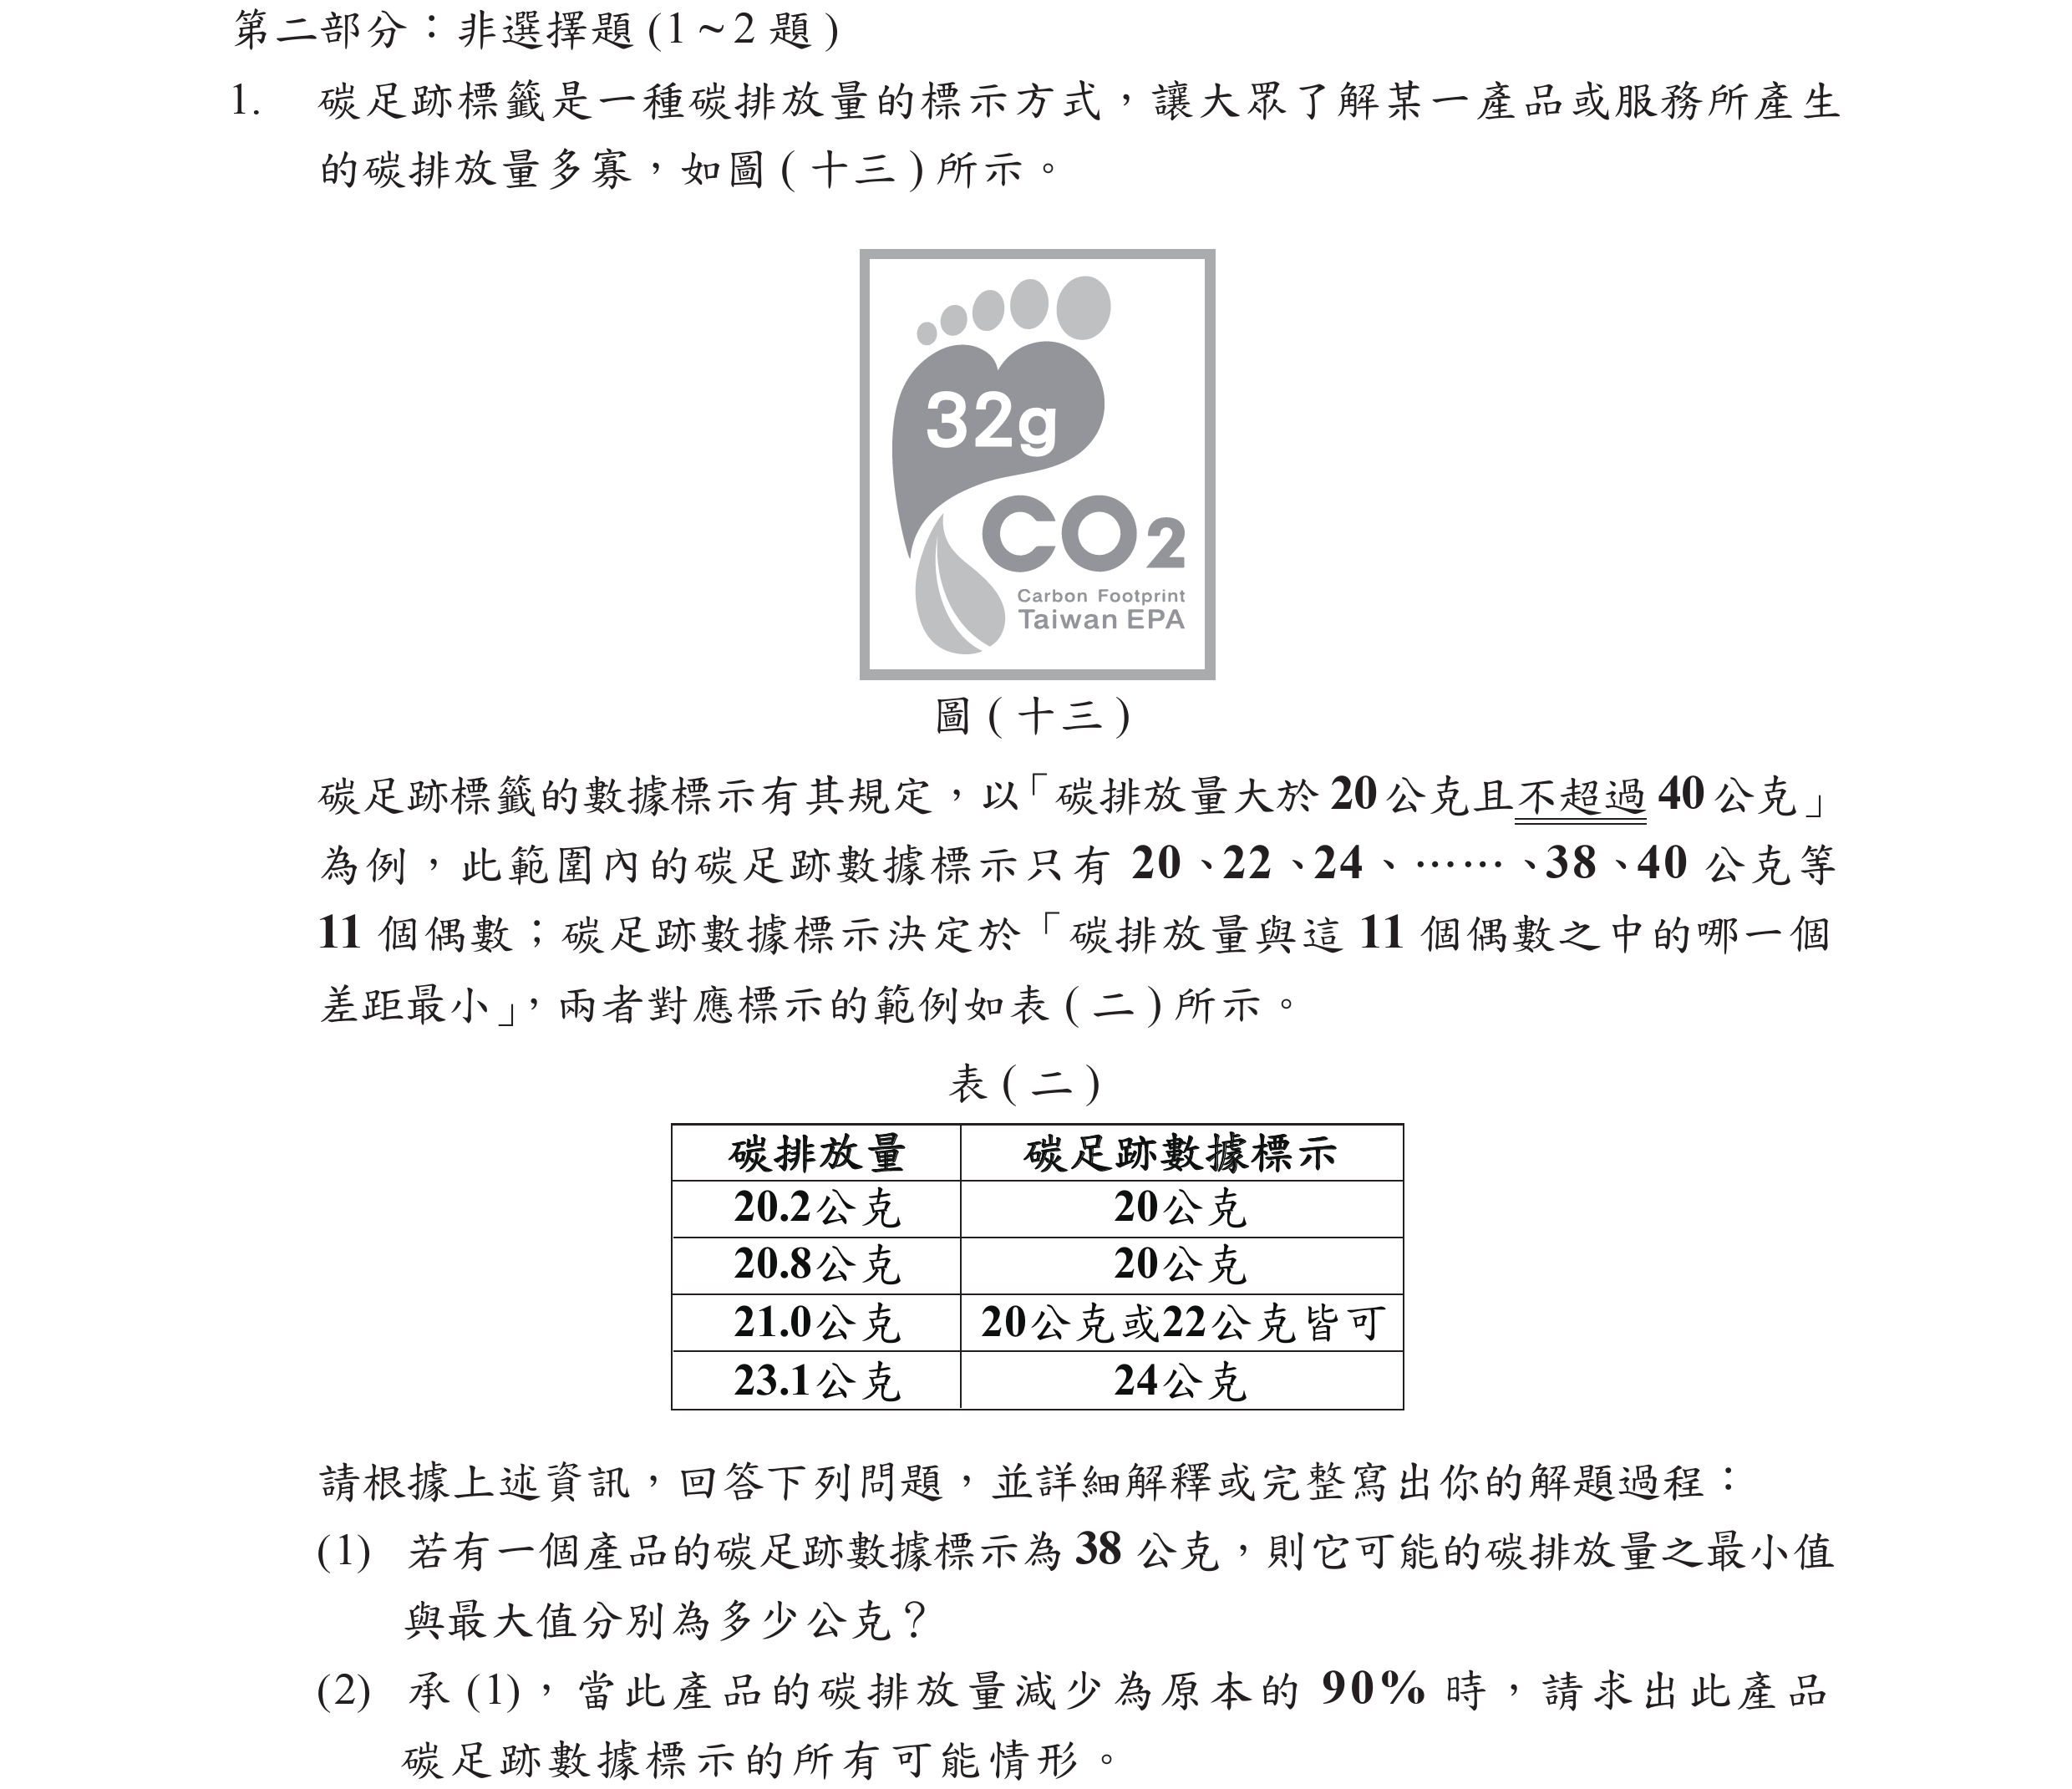 第二部分：非選擇題(1～2題)
1. 碳足跡標籤是一種碳排放量的標示方式，讓大眾了解某一產品或服務所產生
的碳排放量多寡，如圖(十三)所示。
32g
CO2
Carbon Footprint
Taiwan EPA
圖(十三)
碳足跡標籤的數據標示有其規定，以「碳排放量大於20公克且不超過40公克」
為例，此範圍內的碳足跡數據標示只有 20、22、24、……、38、40 公克等
11 個偶數；碳足跡數據標示決定於「碳排放量與這 11 個偶數之中的哪一個
差距最小」，兩者對應標示的範例如表(二)所示。
表(二)
碳排放量 碳足跡數據標示
20.2公克 20公克
20.8公克 20公克
21.0公克 20公克或22公克皆可
23.1公克 24公克
請根據上述資訊，回答下列問題，並詳細解釋或完整寫出你的解題過程：
(1) 若有一個產品的碳足跡數據標示為 38 公克，則它可能的碳排放量之最小值
與最大值分別為多少公克？
(2) 承(1)，當此產品的碳排放量減少為原本的 90% 時，請求出此產品
碳足跡數據標示的所有可能情形。